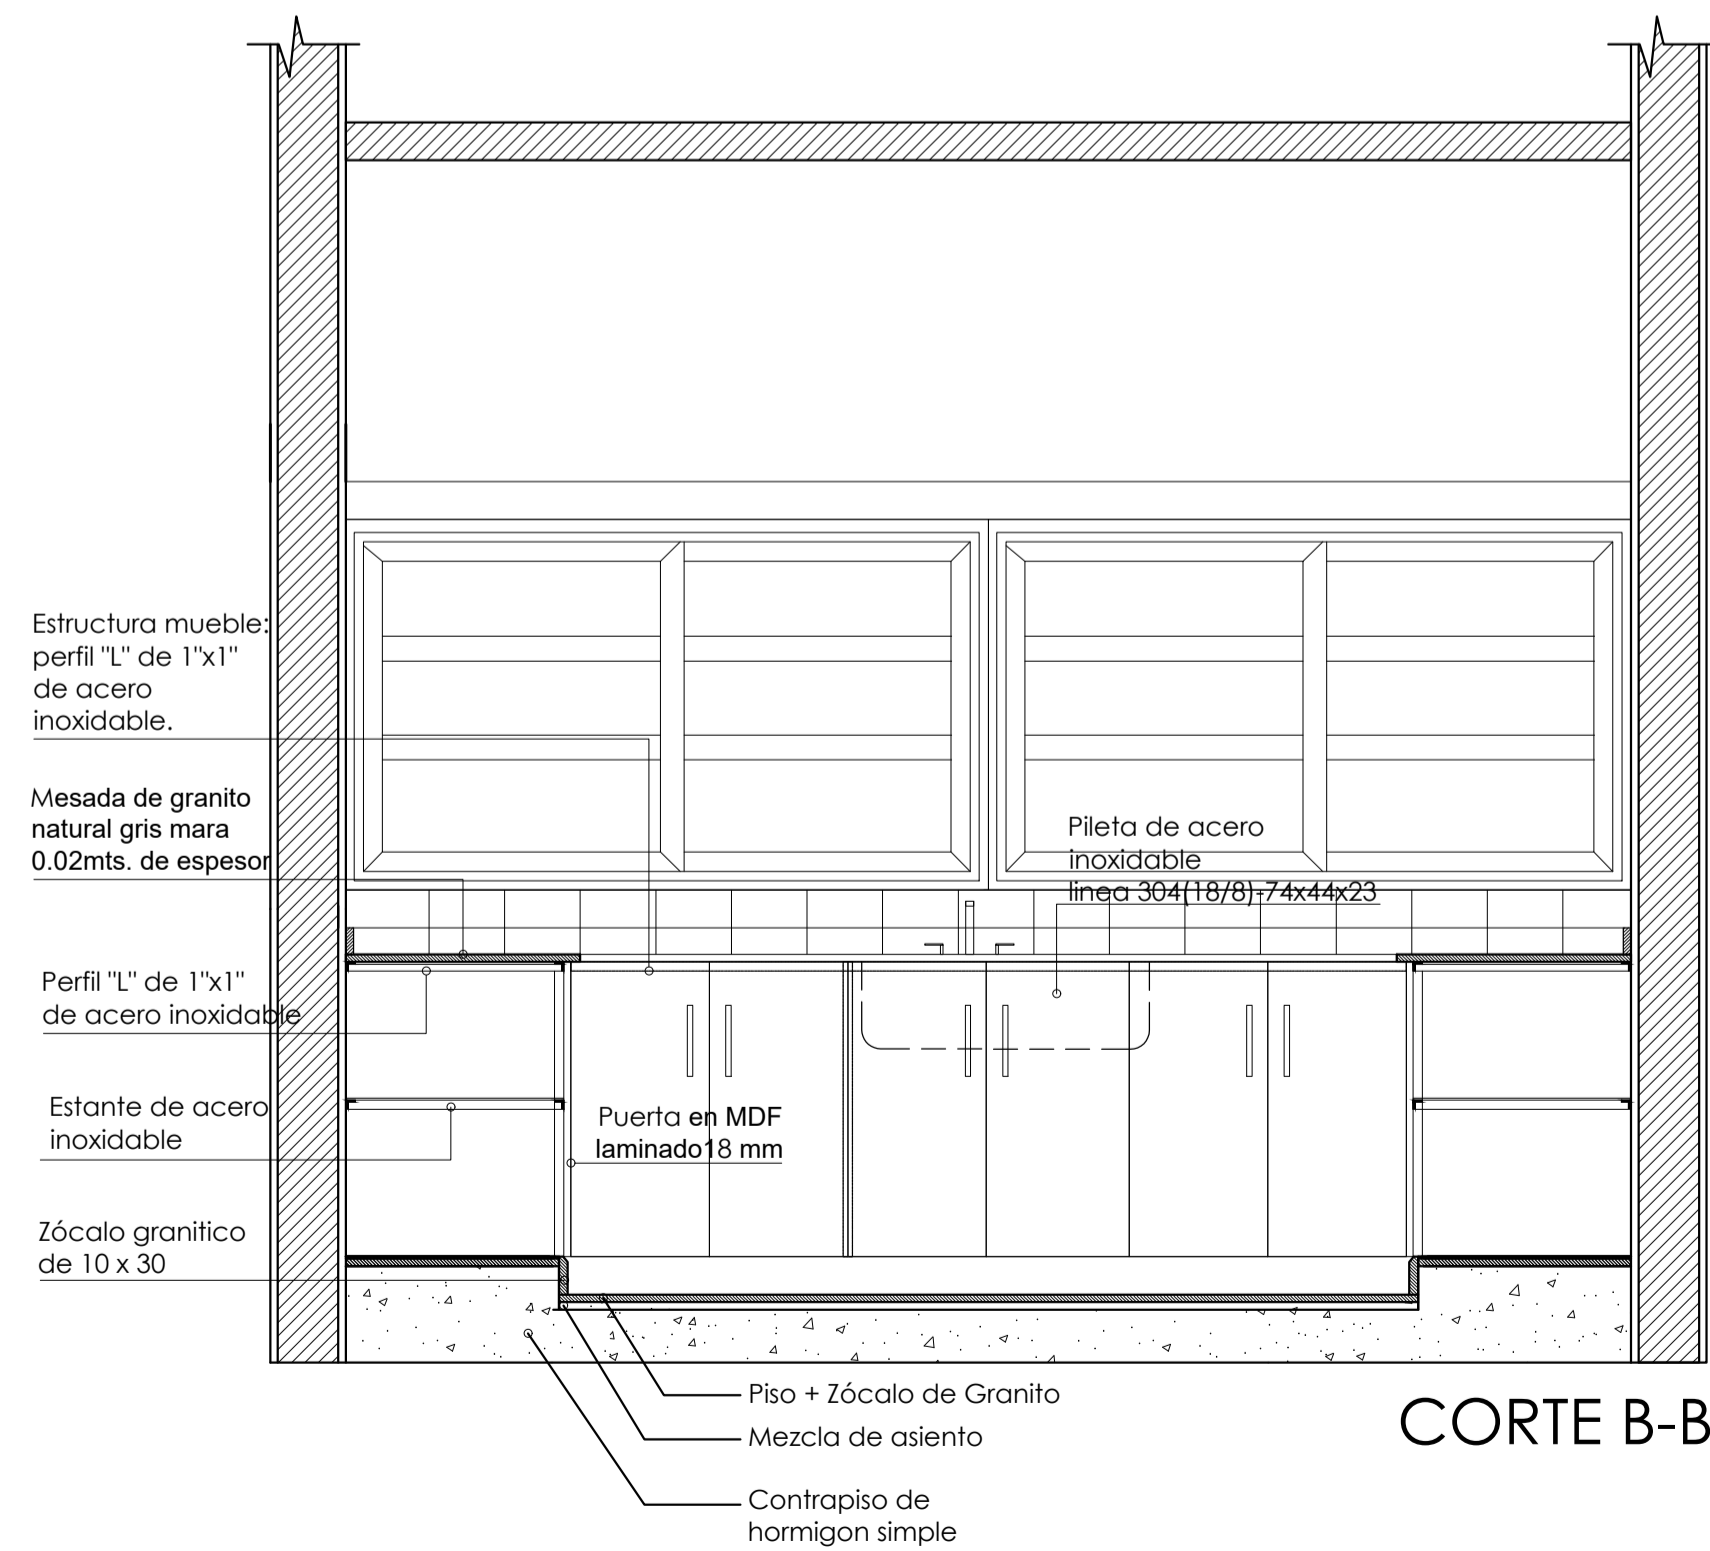 Estructura mueble:
perfil "L" de 1"x1"
de acero
inoxidable.
Mesada de granito
natural gris mara
0.02mts. de espesor
Pileta de acero
inoxidable
linea 304(18/8)-74x44x23
Perfil "L" de 1"x1"
de acero inoxidable
Estante de acero
inoxidable
Puerta en MDF
laminado18 mm
Zócalo granitico
de 10 x 30
Piso + Zócalo de Granito
Mezcla de asiento
Contrapiso de
hormigon simple
CORTE B-B